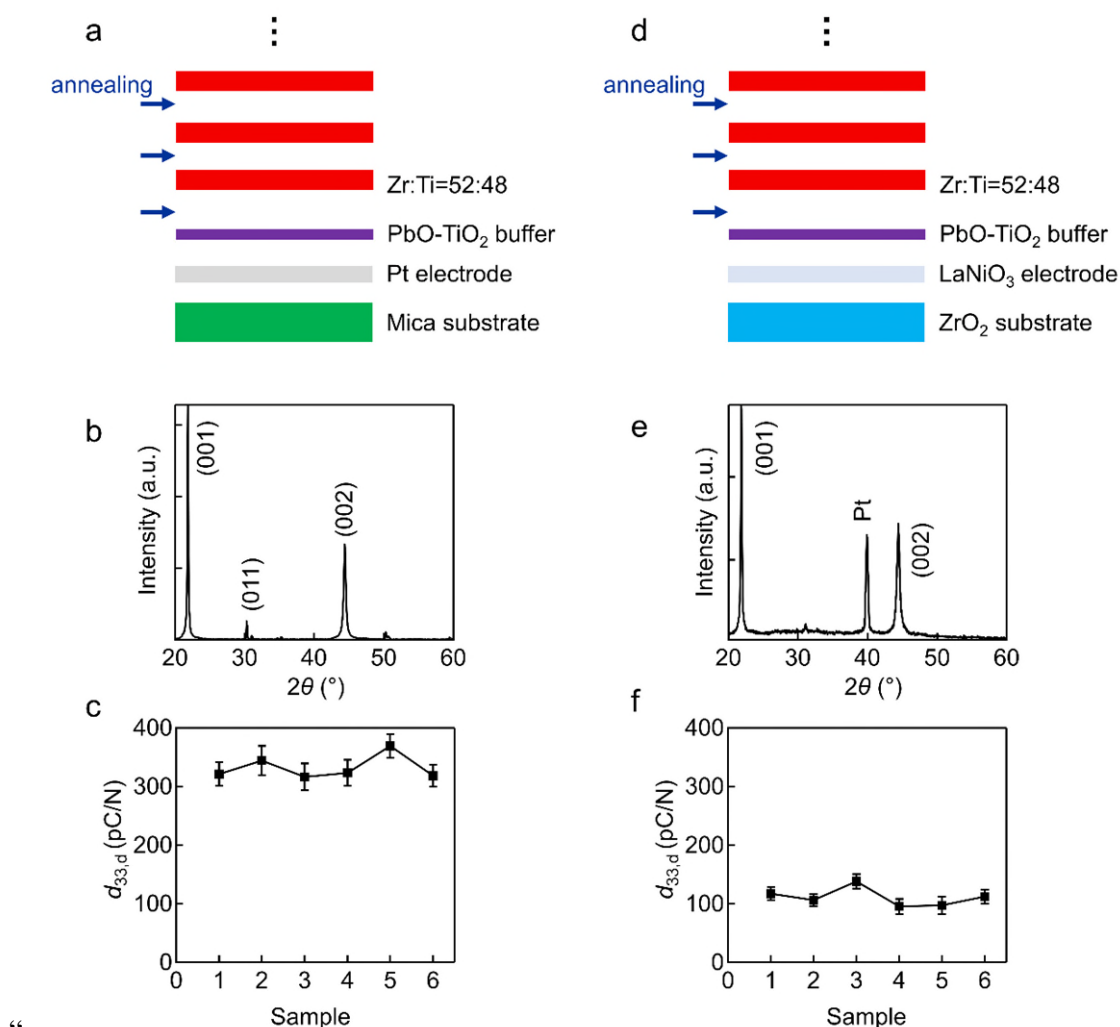 a
⋮
annealing
Zr:Ti=52:48
PbO-TiO₂ buffer
Pt electrode
Mica substrate
d
⋮
annealing
Zr:Ti=52:48
PbO-TiO₂ buffer
LaNiO₃ electrode
ZrO₂ substrate
b
Intensity (a.u.)
(001)
(011)
(002)
20 30 40 50 60
2θ (°)
e
Intensity (a.u.)
(001)
Pt
(002)
20 30 40 50 60
2θ (°)
c
d₃₃,d (pC/N)
400
300
200
100
0
0 1 2 3 4 5 6
Sample
f
d₃₃,d (pC/N)
400
300
200
100
0
0 1 2 3 4 5 6
Sample
“